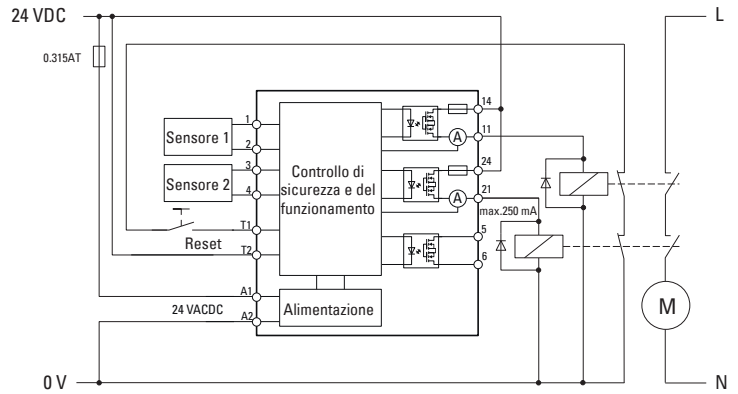 24 VDC
L
0.315AT
14
1
Sensore 1
A
11
2
24
3
Controllo di
sicurezza e del
funzionamento
Sensore 2
4
A
21
max.250 mA
T1
5
Reset
T2
6
A1
24 VACDC
Alimentazione
A2
M
0 V
N